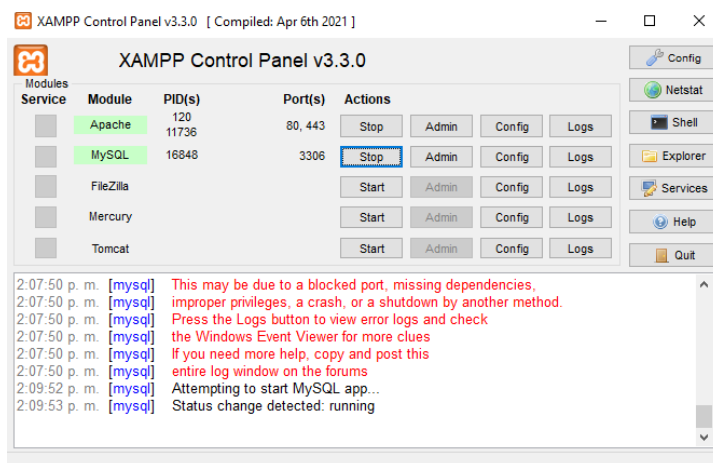 XAMPP Control Panel v3.3.0 [ Compiled: Apr 6th 2021 ]
XAMPP Control Panel v3.3.0
Config
Modules
Service Module PID(s) Port(s) Actions
Netstat
Apache 120 11736 80, 443 Stop Admin Config Logs
Shell
MySQL 16848 3306 Stop Admin Config Logs
Explorer
FileZilla Start Admin Config Logs
Services
Mercury Start Admin Config Logs
Help
Tomcat Start Admin Config Logs
Quit
2:07:50 p. m. [mysql] This may be due to a blocked port, missing dependencies,
2:07:50 p. m. [mysql] improper privileges, a crash, or a shutdown by another method.
2:07:50 p. m. [mysql] Press the Logs button to view error logs and check
2:07:50 p. m. [mysql] the Windows Event Viewer for more clues
2:07:50 p. m. [mysql] If you need more help, copy and post this
2:07:50 p. m. [mysql] entire log window on the forums
2:09:52 p. m. [mysql] Attempting to start MySQL app...
2:09:53 p. m. [mysql] Status change detected: running